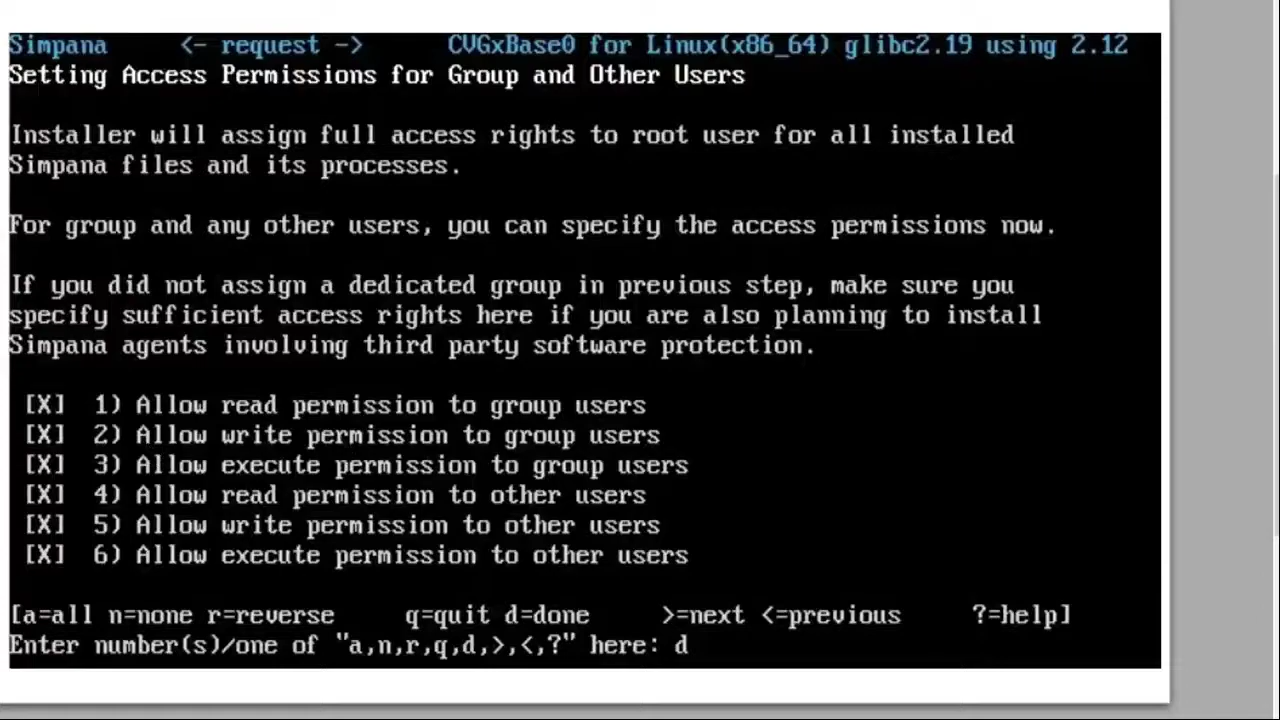 Simpana <- request -> CVGxBase0 for Linux(x86_64) glibc2.19 using 2.12
Setting Access Permissions for Group and Other Users
Installer will assign full access rights to root user for all installed
Simpana files and its processes.
For group and any other users, you can specify the access permissions now.
If you did not assign a dedicated group in previous step, make sure you
specify sufficient access rights here if you are also planning to install
Simpana agents involving third party software protection.
[X] 1) Allow read permission to group users
[X] 2) Allow write permission to group users
[X] 3) Allow execute permission to group users
[X] 4) Allow read permission to other users
[X] 5) Allow write permission to other users
[X] 6) Allow execute permission to other users
[a=all n=none r=reverse q=quit d=done >=next <=previous ?=help]
Enter number(s)/one of "a,n,r,q,d,>,<,?" here: d